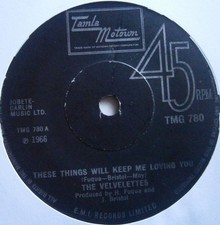 Tamla
Motown
45
RPM
JOBETE-
CARLIN
MUSIC LTD.
TMG 780
TMG 780 A
℗ 1966
THESE THINGS WILL KEEP ME LOVING YOU
(Fuqua-Bristol-Moy)
THE VELVELETTES
Produced by H. Fuqua and
J. Bristol
E.M.I. RECORDS LIMITED